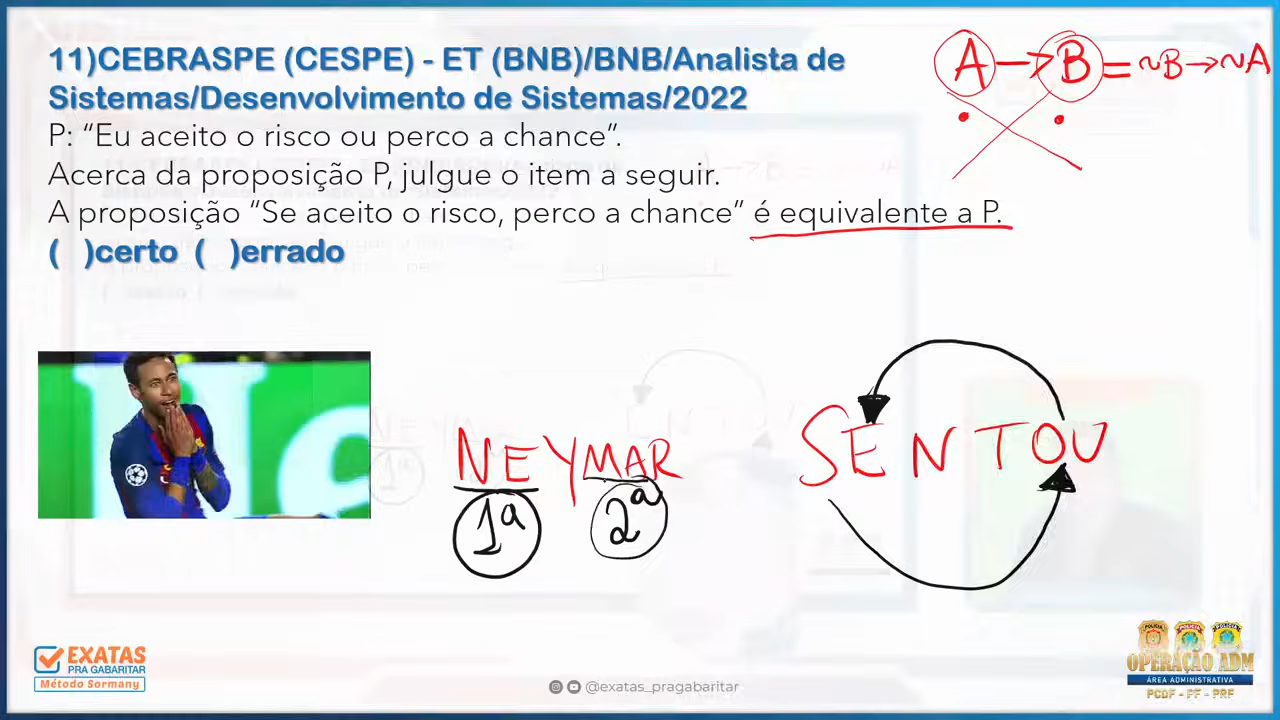 11)CEBRASPE (CESPE) - ET (BNB)/BNB/Analista de
Sistemas/Desenvolvimento de Sistemas/2022
P: “Eu aceito o risco ou perco a chance”.
Acerca da proposição P, julgue o item a seguir.
A proposição “Se aceito o risco, perco a chance” é equivalente a P.
( )certo ( )errado
A → B = ~B → ~A
NEYMAR
1ª 2ª
SENTOU
EXATAS
PRA GABARITAR
Método Sormany
@exatas_pragabaritar
OPERAÇÃO ADM
ÁREA ADMINISTRATIVA
PCDF - PF - PRF